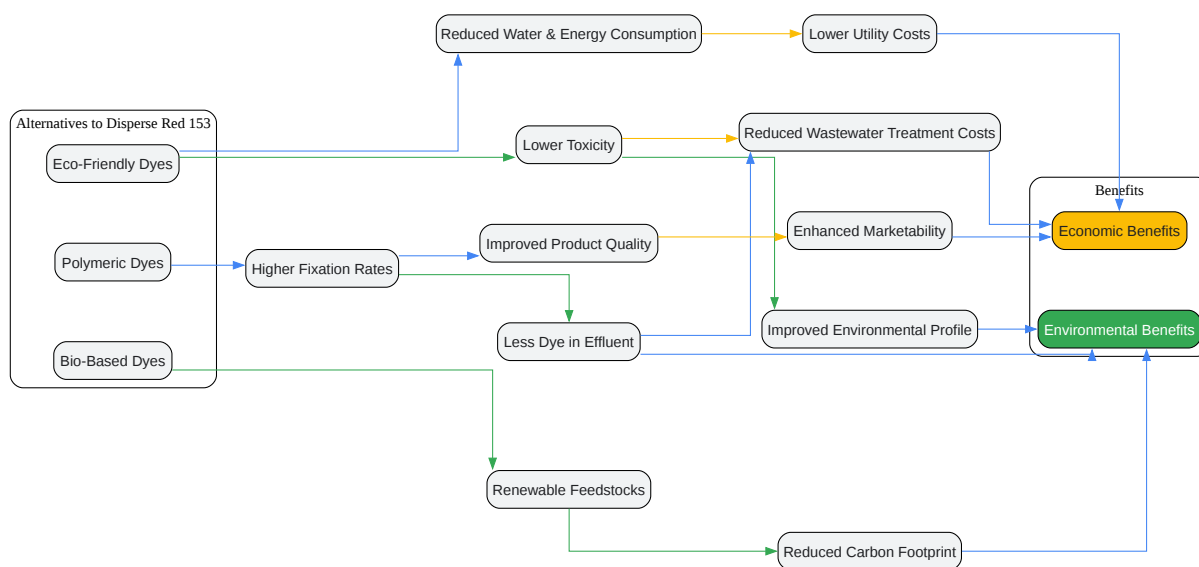 Reduced Water & Energy Consumption
Lower Utility Costs
Alternatives to Disperse Red 153
Eco-Friendly Dyes
Lower Toxicity
Reduced Wastewater Treatment Costs
Benefits
Polymeric Dyes
Higher Fixation Rates
Improved Product Quality
Enhanced Marketability
Economic Benefits
Less Dye in Effluent
Improved Environmental Profile
Environmental Benefits
Bio-Based Dyes
Renewable Feedstocks
Reduced Carbon Footprint